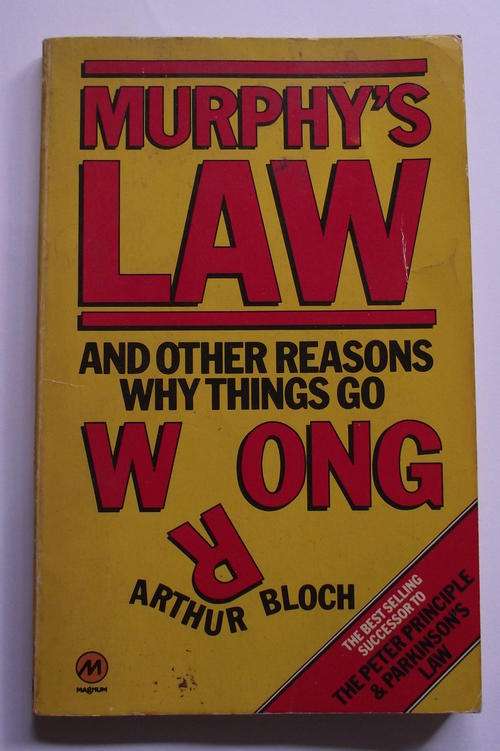 MURPHY'S
LAW
AND OTHER REASONS
WHY THINGS GO
W ONG
R
ARTHUR BLOCH
THE BEST SELLING
SUCCESSOR TO
THE PETER PRINCIPLE
& PARKINSON'S
LAW
M
MAGNUM